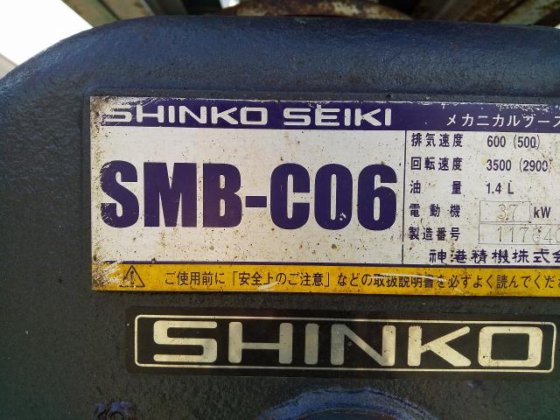 SHINKO SEIKI
メカニカルブース
SMB-C06
排気速度 600 (500)
回転速度 3500 (2900)
油量 1.4 L
電動機 3.7 kW
製造番号
神港精機株式会
ご使用前に「安全上のご注意」などの取扱説明書を必ずよく読んでくだ
SHINKO